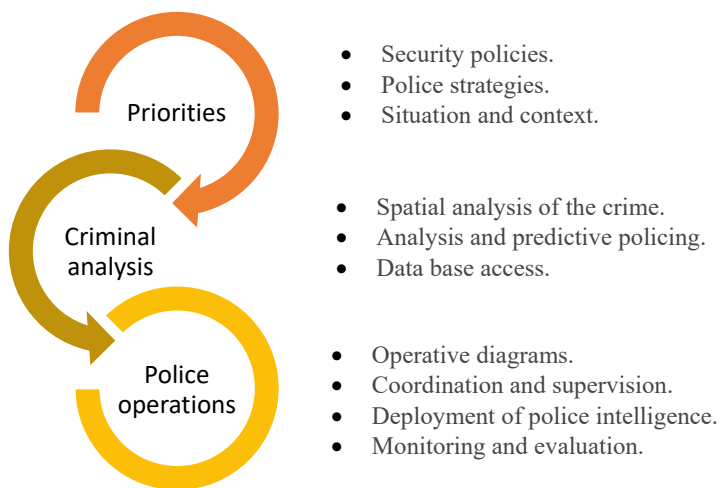 Priorities
• Security policies.
• Police strategies.
• Situation and context.
Criminal
analysis
• Spatial analysis of the crime.
• Analysis and predictive policing.
• Data base access.
Police
operations
• Operative diagrams.
• Coordination and supervision.
• Deployment of police intelligence.
• Monitoring and evaluation.